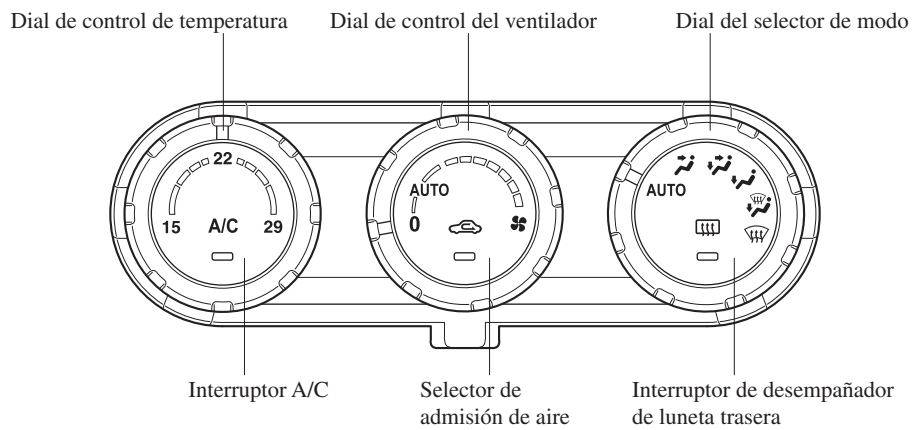 Dial de control de temperatura
Dial de control del ventilador
Dial del selector de modo
22
15 A/C 29
AUTO
0
AUTO
Interruptor A/C
Selector de
admisión de aire
Interruptor de desempañador
de luneta trasera